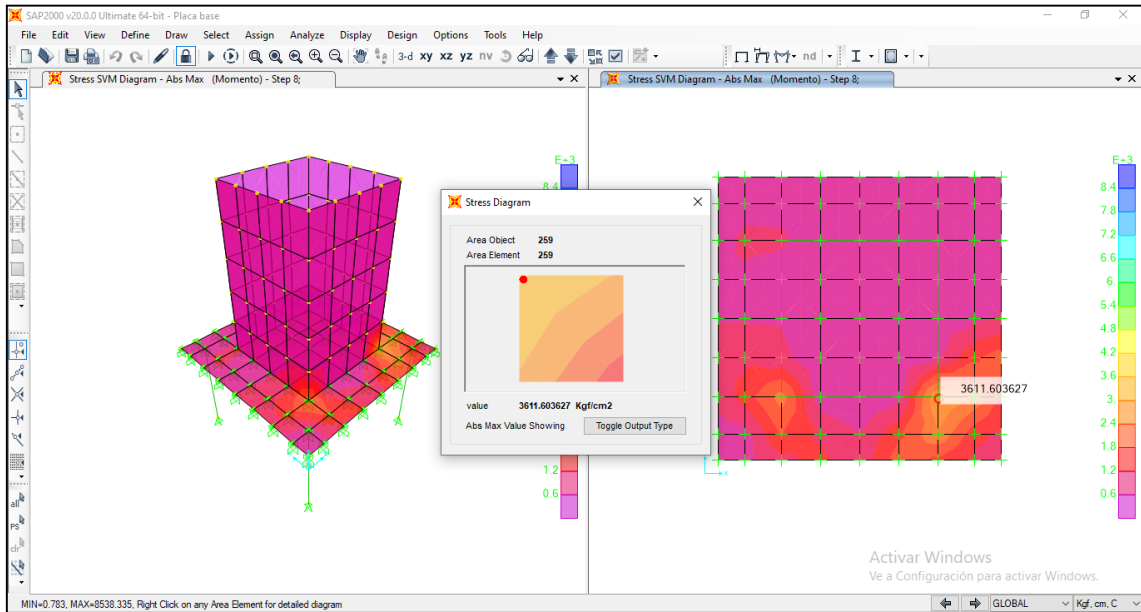 SAP2000 v20.0.0 Ultimate 64-bit - Placa base
File Edit View Define Draw Select Assign Analyze Display Design Options Tools Help
3-d xy xz yz nv nd
Stress SVM Diagram - Abs Max (Momento) - Step 8;
Stress SVM Diagram - Abs Max (Momento) - Step 8;
E+3
8.4
1.2
0.6
Stress Diagram
Area Object 259
Area Element 259
value 3611.603627 Kgf/cm2
Abs Max Value Showing Toggle Output Type
3611.603627
x
E+3
8.4
7.8
7.2
6.6
6.
5.4
4.8
4.2
3.6
3.
2.4
1.8
1.2
0.6
all
PS
clr
Activar Windows
Ve a Configuración para activar Windows.
MIN=0.783, MAX=8538.335, Right Click on any Area Element for detailed diagram
GLOBAL
Kgf, cm, C